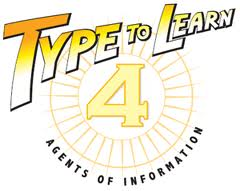 TYPE TO LEARN
4
AGENTS OF INFORMATION